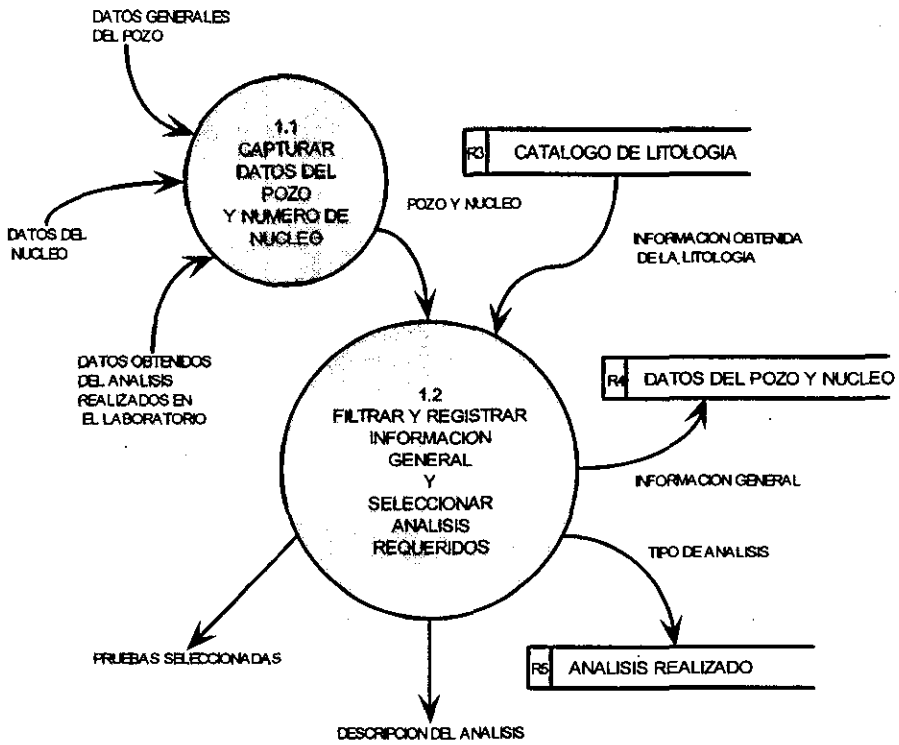 DATOS GENERALES
DEL POZO
1.1
CAPTURAR
DATOS DEL
POZO
Y NUMERO DE
NUCLEO
R3
CATALOGO DE LITOLOGIA
POZO Y NUCLEO
DATOS DEL
NUCLEO
INFORMACION OBTENIDA
DE LA LITOLOGIA
DATOS OBTENIDOS
DEL ANALISIS
REALIZADOS EN
EL LABORATORIO
1.2
FILTRAR Y REGISTRAR
INFORMACION
GENERAL
Y
SELECCIONAR
ANALISIS
REQUERIDOS
R4
DATOS DEL POZO Y NUCLEO
INFORMACION GENERAL
TIPO DE ANALISIS
PRUEBAS SELECCIONADAS
R5
ANALISIS REALIZADO
DESCRIPCION DEL ANALISIS